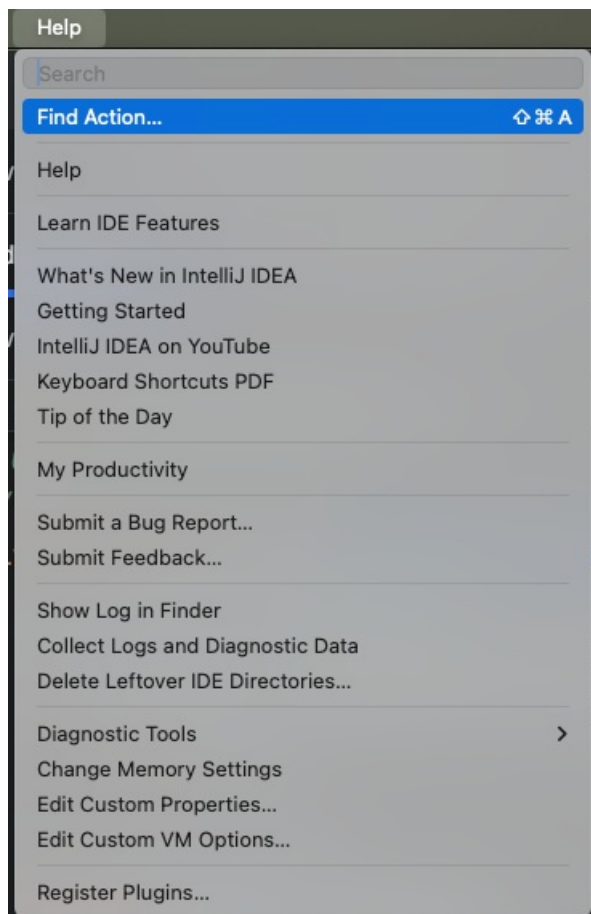 Help
Search
Find Action... ⇧⌘A
Help
Learn IDE Features
What's New in IntelliJ IDEA
Getting Started
IntelliJ IDEA on YouTube
Keyboard Shortcuts PDF
Tip of the Day
My Productivity
Submit a Bug Report...
Submit Feedback...
Show Log in Finder
Collect Logs and Diagnostic Data
Delete Leftover IDE Directories...
Diagnostic Tools
Change Memory Settings
Edit Custom Properties...
Edit Custom VM Options...
Register Plugins...